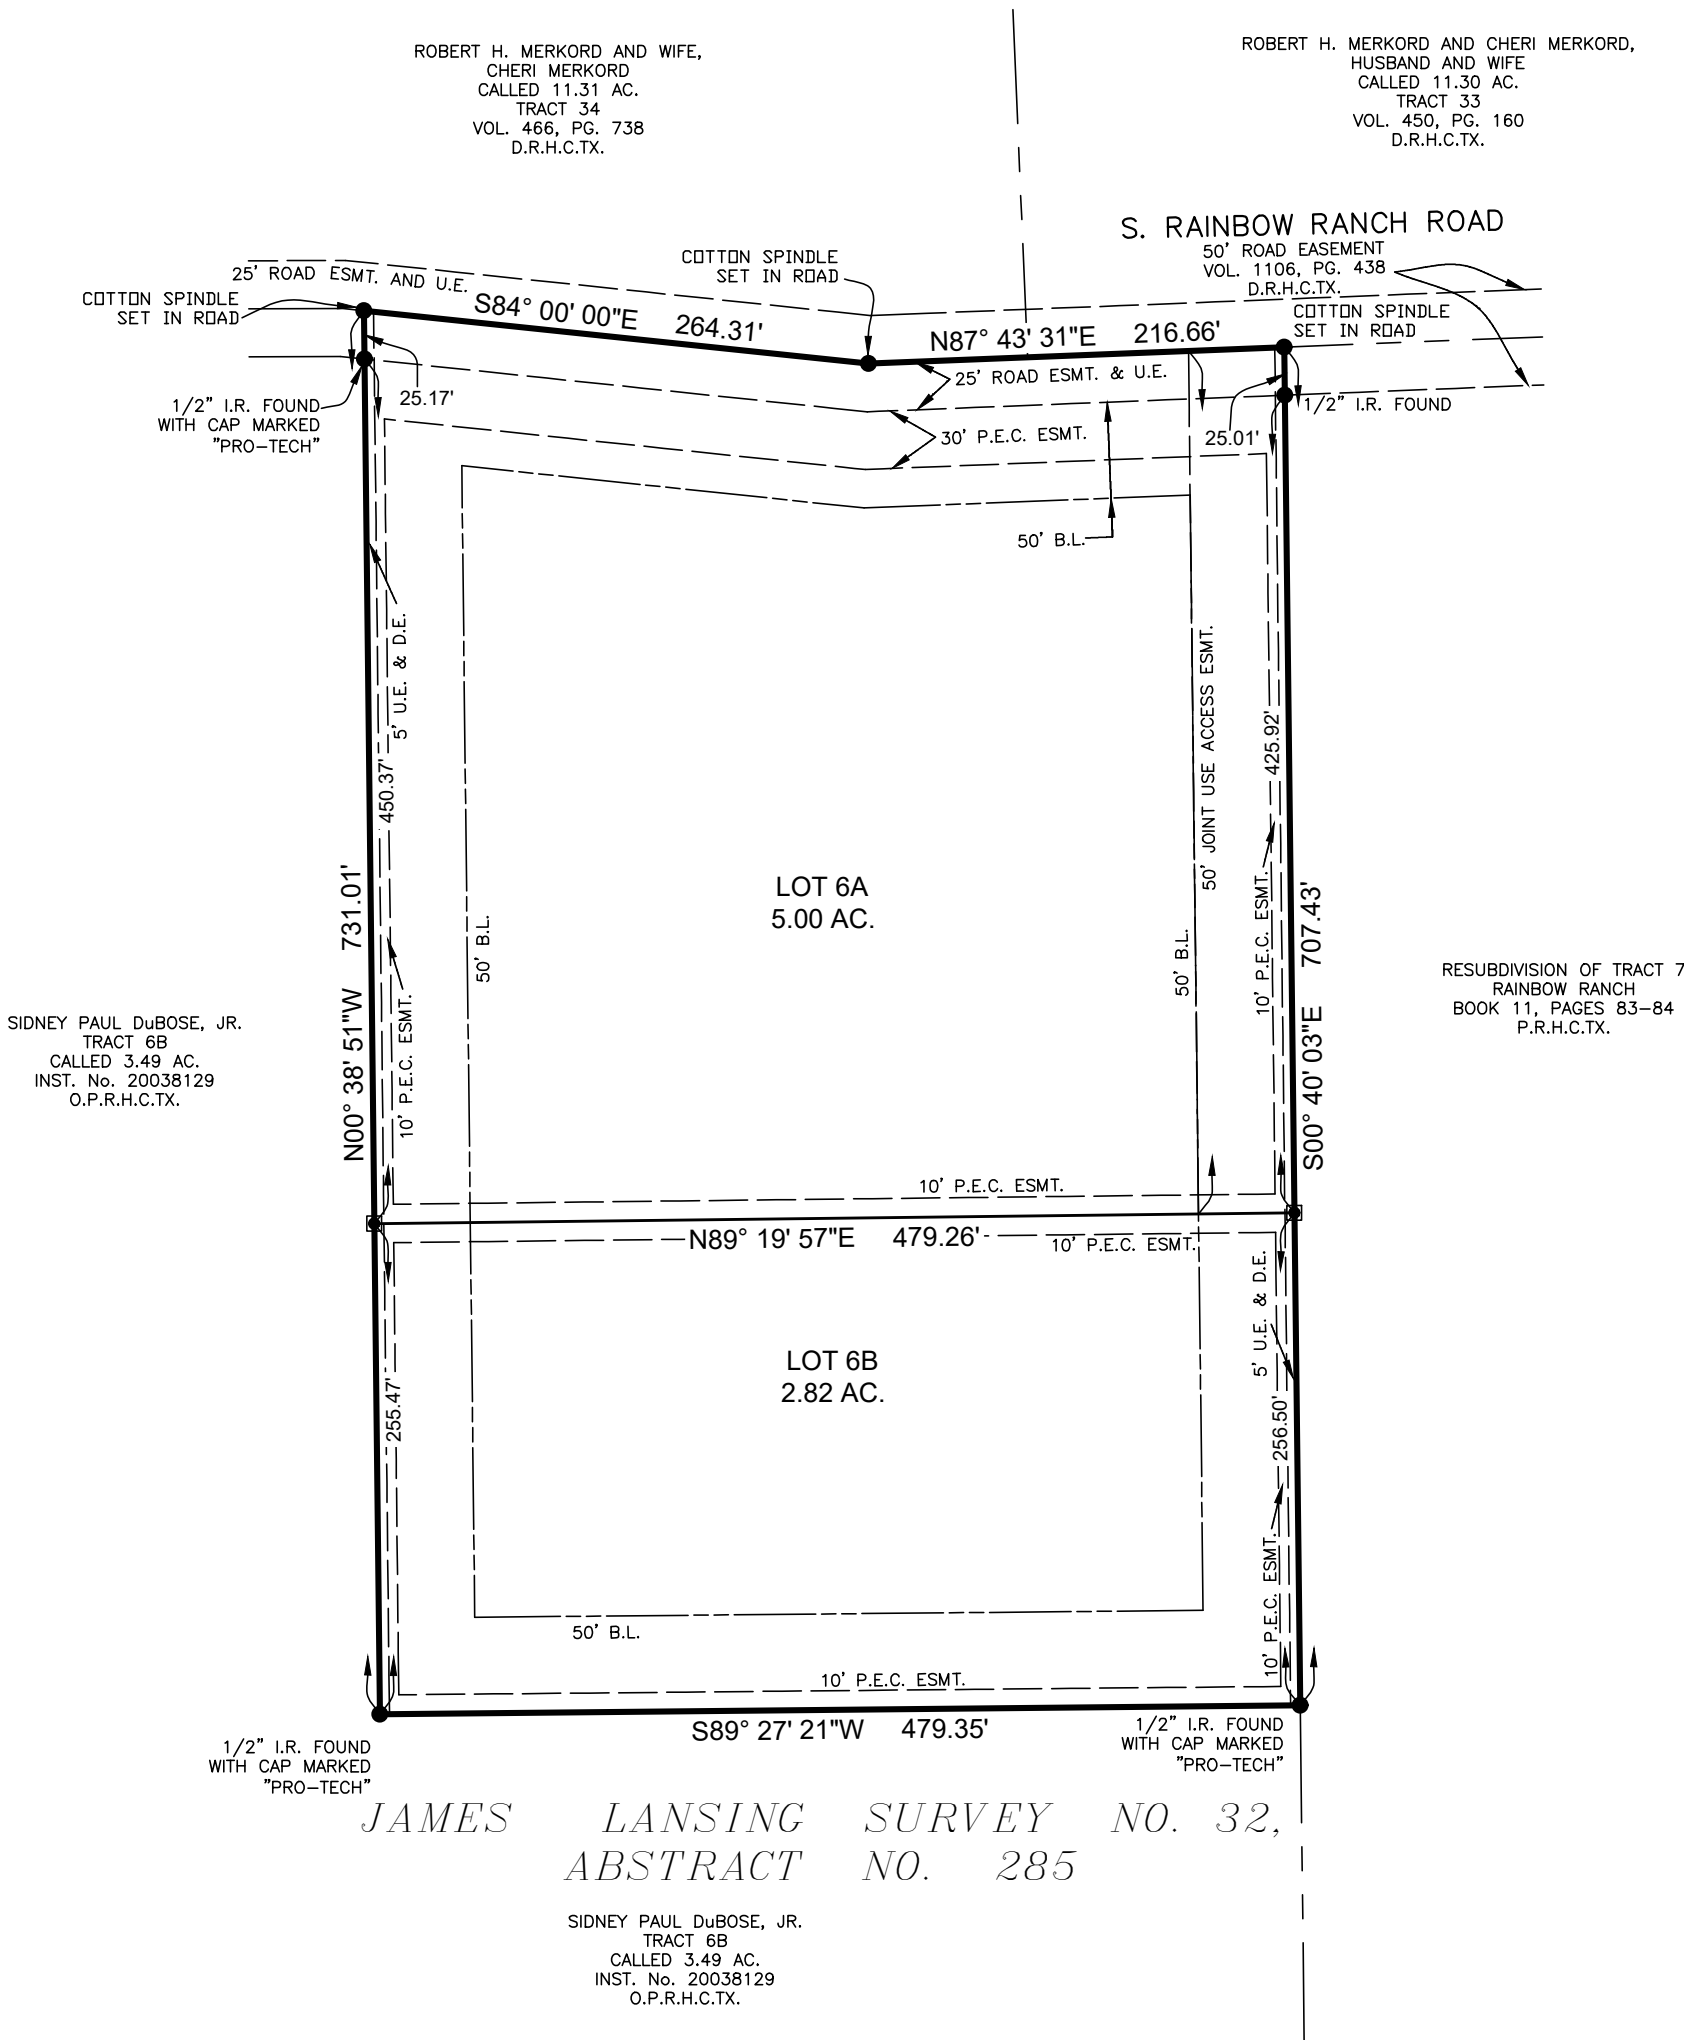 ROBERT H. MERKORD AND WIFE,
CHERI MERKORD
CALLED 11.31 AC.
TRACT 34
VOL. 466, PG. 738
D.R.H.C.TX.
ROBERT H. MERKORD AND CHERI MERKORD,
HUSBAND AND WIFE
CALLED 11.30 AC.
TRACT 33
VOL. 450, PG. 160
D.R.H.C.TX.
S. RAINBOW RANCH ROAD
50' ROAD EASEMENT
VOL. 1106, PG. 438
D.R.H.C.TX.
COTTON SPINDLE
SET IN ROAD
25' ROAD ESMT. AND U.E.
COTTON SPINDLE
SET IN ROAD
COTTON SPINDLE
SET IN ROAD
S84° 00' 00"E 264.31'
N87° 43' 31"E 216.66'
25' ROAD ESMT. & U.E.
25.17'
1/2" I.R. FOUND
WITH CAP MARKED
"PRO-TECH"
30' P.E.C. ESMT.
25.01'
1/2" I.R. FOUND
50' B.L.
5' U.E. & D.E.
450.37'
50' JOINT USE ACCESS ESMT.
425.92'
LOT 6A
5.00 AC.
N00° 38' 51"W 731.01'
50' B.L.
10' P.E.C. ESMT.
50' B.L.
10' P.E.C. ESMT.
S00° 40' 03"E 707.43'
RESUBDIVISION OF TRACT 7
RAINBOW RANCH
BOOK 11, PAGES 83-84
P.R.H.C.TX.
SIDNEY PAUL DuBOSE, JR.
TRACT 6B
CALLED 3.49 AC.
INST. No. 20038129
O.P.R.H.C.TX.
10' P.E.C. ESMT.
N89° 19' 57"E 479.26'
10' P.E.C. ESMT.
5' U.E. & D.E.
LOT 6B
2.82 AC.
255.47'
256.50'
10' P.E.C. ESMT.
50' B.L.
10' P.E.C. ESMT.
S89° 27' 21"W 479.35'
1/2" I.R. FOUND
WITH CAP MARKED
"PRO-TECH"
1/2" I.R. FOUND
WITH CAP MARKED
"PRO-TECH"
JAMES LANSING SURVEY NO. 32,
ABSTRACT NO. 285
SIDNEY PAUL DuBOSE, JR.
TRACT 6B
CALLED 3.49 AC.
INST. No. 20038129
O.P.R.H.C.TX.